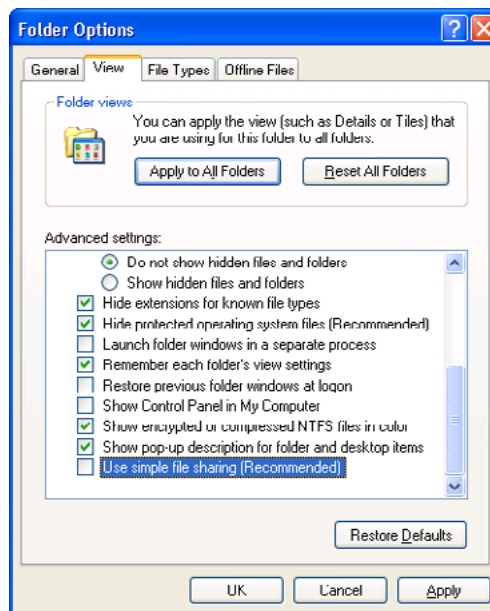 Folder Options
General View File Types Offline Files
Folder views
You can apply the view (such as Details or Tiles) that
you are using for this folder to all folders.
Apply to All Folders Reset All Folders
Advanced settings:
Do not show hidden files and folders
Show hidden files and folders
Hide extensions for known file types
Hide protected operating system files (Recommended)
Launch folder windows in a separate process
Remember each folder's view settings
Restore previous folder windows at logon
Show Control Panel in My Computer
Show encrypted or compressed NTFS files in color
Show pop-up description for folder and desktop items
Use simple file sharing (Recommended)
Restore Defaults
OK Cancel Apply